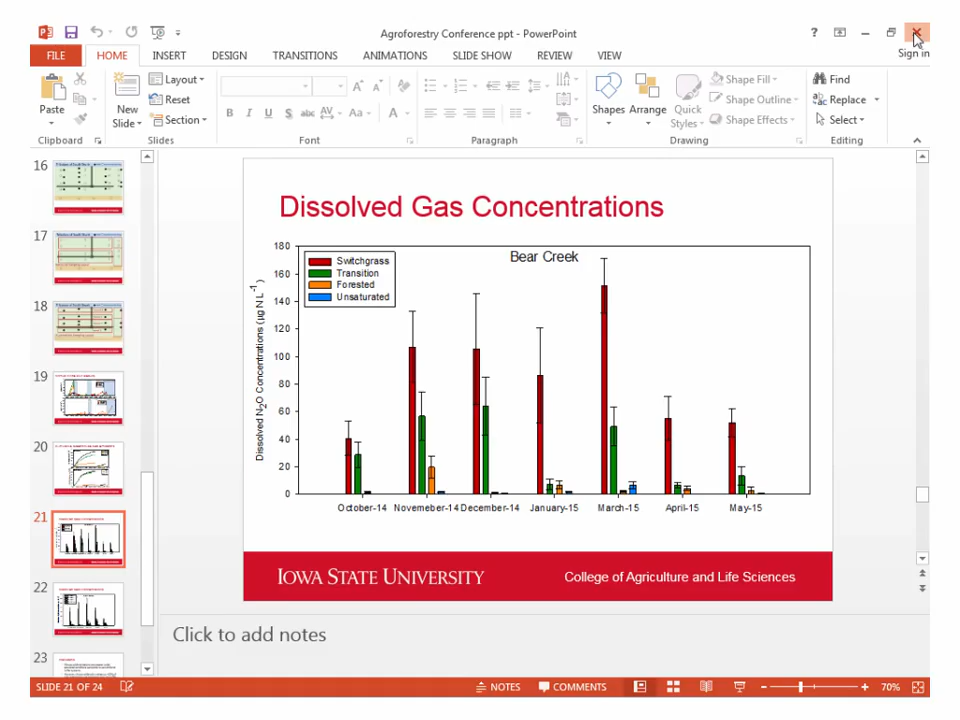 Agroforestry Conference ppt - PowerPoint
?
Sign in
FILE HOME INSERT DESIGN TRANSITIONS ANIMATIONS SLIDE SHOW REVIEW VIEW
Paste
Clipboard
New
Slide
Layout
Reset
Section
Slides
B I U S abc AV Aa A
Font
Paragraph
Shapes
Arrange
Quick
Styles
Shape Fill
Shape Outline
Shape Effects
Drawing
Find
Replace
Select
Editing
16
17
18
19
20
21
22
23
Dissolved Gas Concentrations
Bear Creek
Switchgrass
Transition
Forested
Unsaturated
Dissolved N2O Concentrations (µg N L-1)
180
160
140
120
100
80
60
40
20
0
October-14 Novemeber-14 December-14 January-15 March-15 April-15 May-15
IOWA STATE UNIVERSITY
College of Agriculture and Life Sciences
Click to add notes
SLIDE 21 OF 24 NOTES COMMENTS 70%